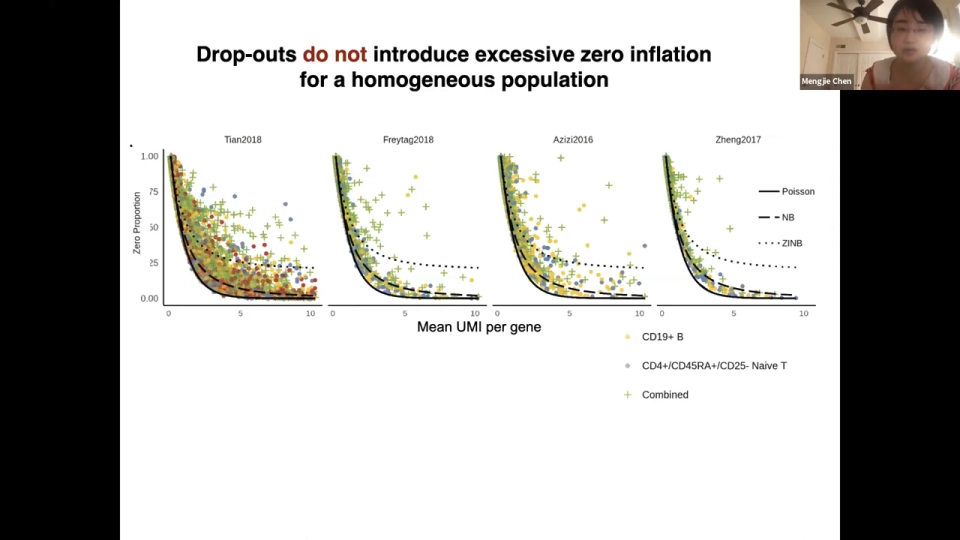 Drop-outs do not introduce excessive zero inflation
for a homogeneous population
Mengjie Chen
Tian2018
Freytag2018
Azizi2016
Zheng2017
Zero Proportion
1.00
75
50
25
0.00
0 5 10
0 5 10
0 5 10
0 5 10
Poisson
NB
ZINB
Mean UMI per gene
CD19+ B
CD4+/CD45RA+/CD25- Naive T
Combined